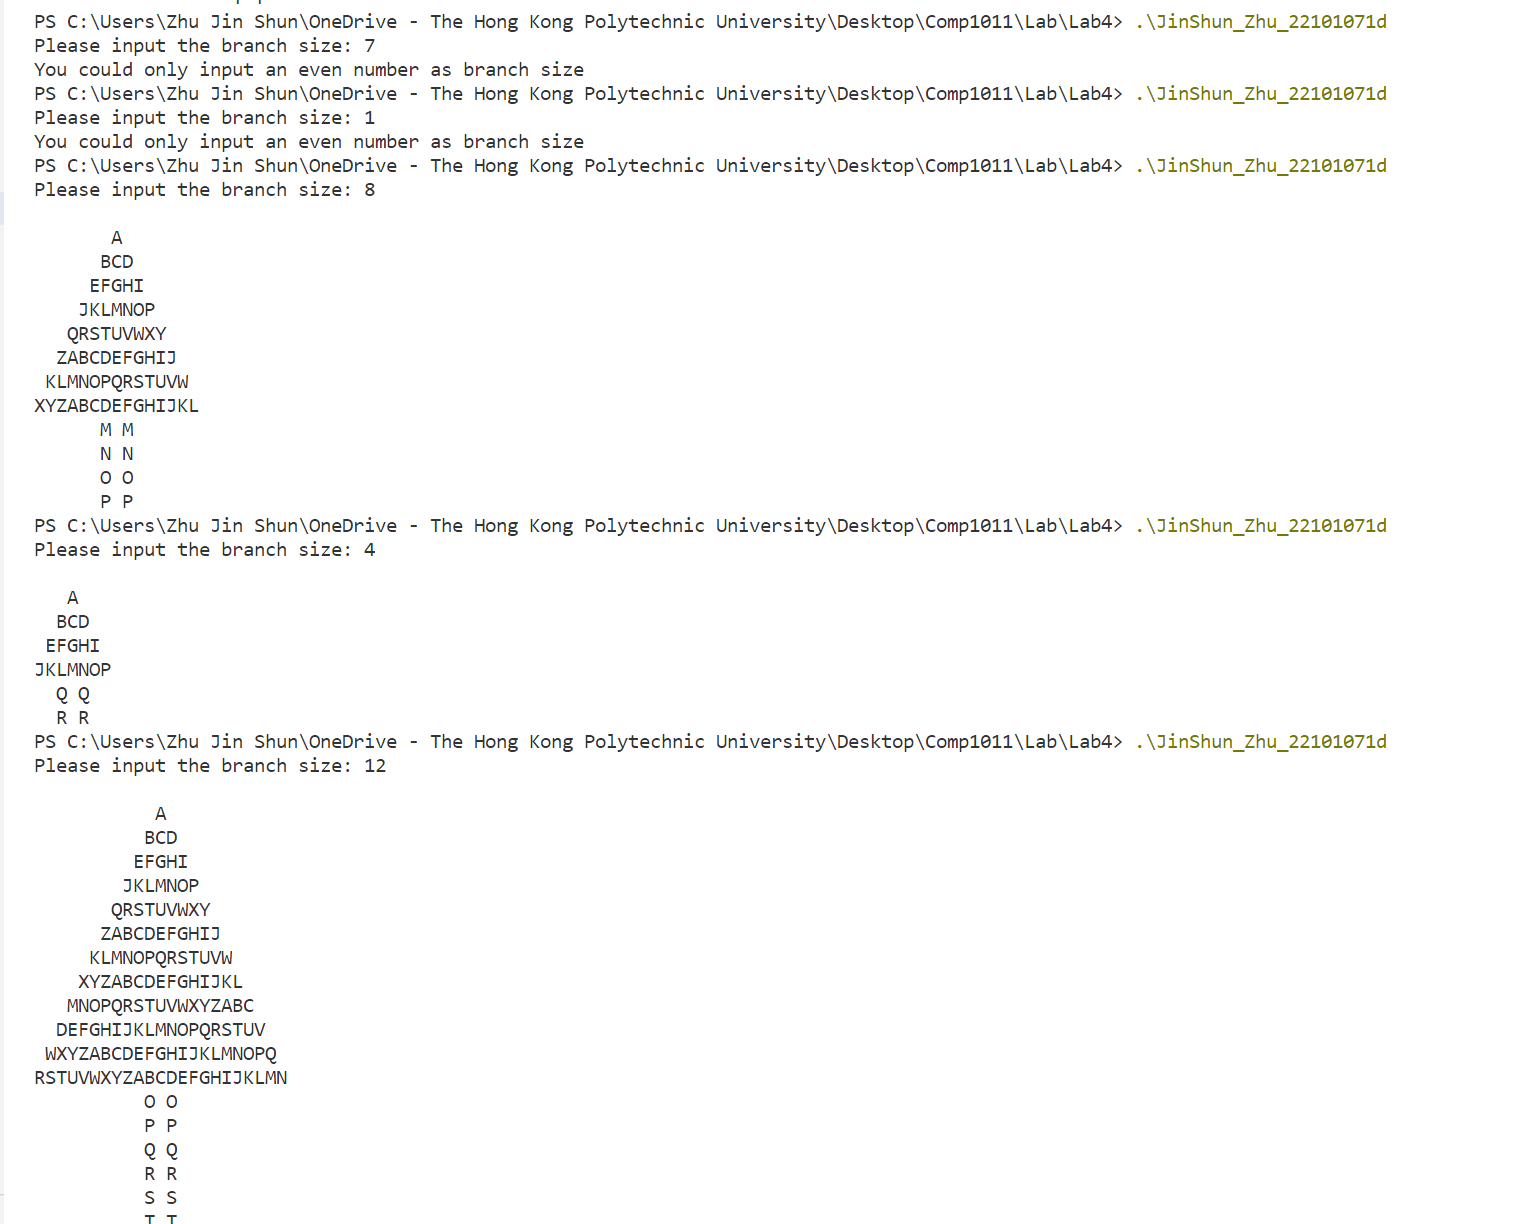 PS C:\Users\Zhu Jin Shun\OneDrive - The Hong Kong Polytechnic University\Desktop\Comp1011\Lab\Lab4> .\JinShun_Zhu_22101071d
Please input the branch size: 7
You could only input an even number as branch size
PS C:\Users\Zhu Jin Shun\OneDrive - The Hong Kong Polytechnic University\Desktop\Comp1011\Lab\Lab4> .\JinShun_Zhu_22101071d
Please input the branch size: 1
You could only input an even number as branch size
PS C:\Users\Zhu Jin Shun\OneDrive - The Hong Kong Polytechnic University\Desktop\Comp1011\Lab\Lab4> .\JinShun_Zhu_22101071d
Please input the branch size: 8

       A
      BCD
     EFGHI
    JKLMNOP
   QRSTUVWXY
  ZABCDEFGHIJ
 KLMNOPQRSTUVW
XYZABCDEFGHIJKL
      M M
      N N
      O O
      P P
PS C:\Users\Zhu Jin Shun\OneDrive - The Hong Kong Polytechnic University\Desktop\Comp1011\Lab\Lab4> .\JinShun_Zhu_22101071d
Please input the branch size: 4

   A
  BCD
 EFGHI
JKLMNOP
  Q Q
  R R
PS C:\Users\Zhu Jin Shun\OneDrive - The Hong Kong Polytechnic University\Desktop\Comp1011\Lab\Lab4> .\JinShun_Zhu_22101071d
Please input the branch size: 12

           A
          BCD
         EFGHI
        JKLMNOP
       QRSTUVWXY
      ZABCDEFGHIJ
     KLMNOPQRSTUVW
    XYZABCDEFGHIJKL
   MNOPQRSTUVWXYZABC
  DEFGHIJKLMNOPQRSTUV
 WXYZABCDEFGHIJKLMNOPQ
RSTUVWXYZABCDEFGHIJKLMN
          O O
          P P
          Q Q
          R R
          S S
          T T